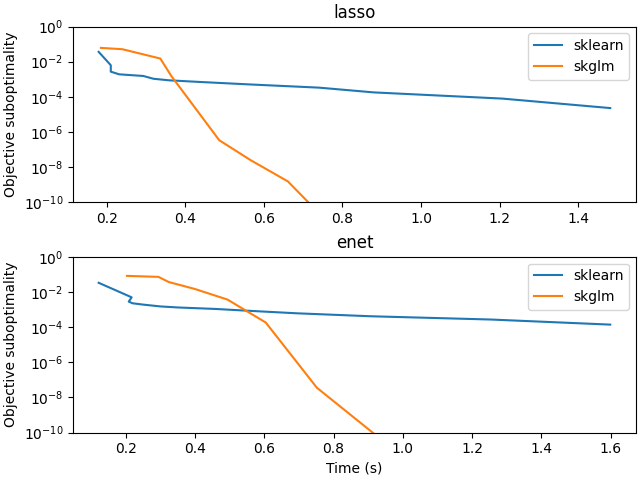 lasso
Objective suboptimality
10^0
10^-2
10^-4
10^-6
10^-8
10^-10
sklearn
skglm
0.2 0.4 0.6 0.8 1.0 1.2 1.4
enet
Objective suboptimality
10^0
10^-2
10^-4
10^-6
10^-8
10^-10
sklearn
skglm
0.2 0.4 0.6 0.8 1.0 1.2 1.4 1.6
Time (s)